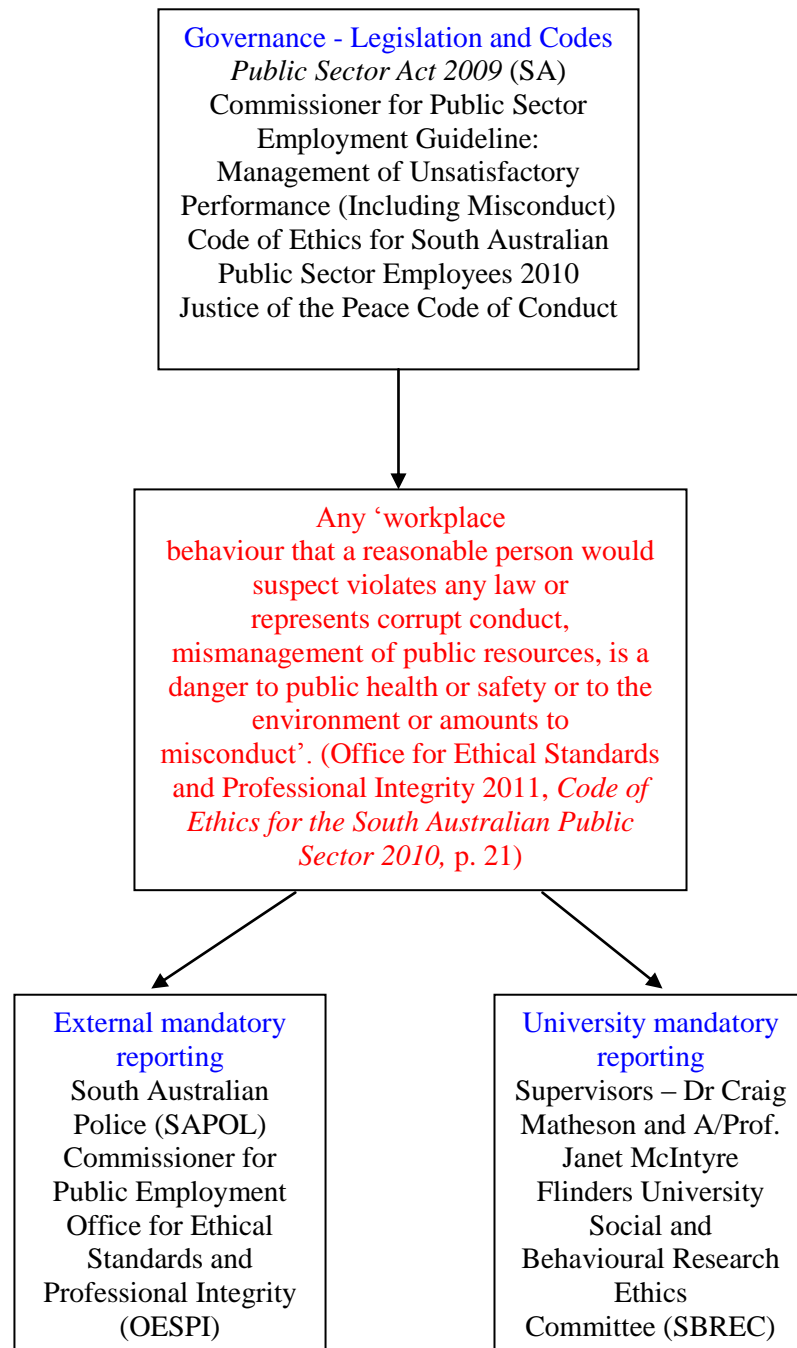 Governance - Legislation and Codes
Public Sector Act 2009 (SA)
Commissioner for Public Sector
Employment Guideline:
Management of Unsatisfactory
Performance (Including Misconduct)
Code of Ethics for South Australian
Public Sector Employees 2010
Justice of the Peace Code of Conduct
Any ‘workplace
behaviour that a reasonable person would
suspect violates any law or
represents corrupt conduct,
mismanagement of public resources, is a
danger to public health or safety or to the
environment or amounts to
misconduct’. (Office for Ethical Standards
and Professional Integrity 2011, Code of
Ethics for the South Australian Public
Sector 2010, p. 21)
External mandatory
reporting
South Australian
Police (SAPOL)
Commissioner for
Public Employment
Office for Ethical
Standards and
Professional Integrity
(OESPI)
University mandatory
reporting
Supervisors – Dr Craig
Matheson and A/Prof.
Janet McIntyre
Flinders University
Social and
Behavioural Research
Ethics
Committee (SBREC)